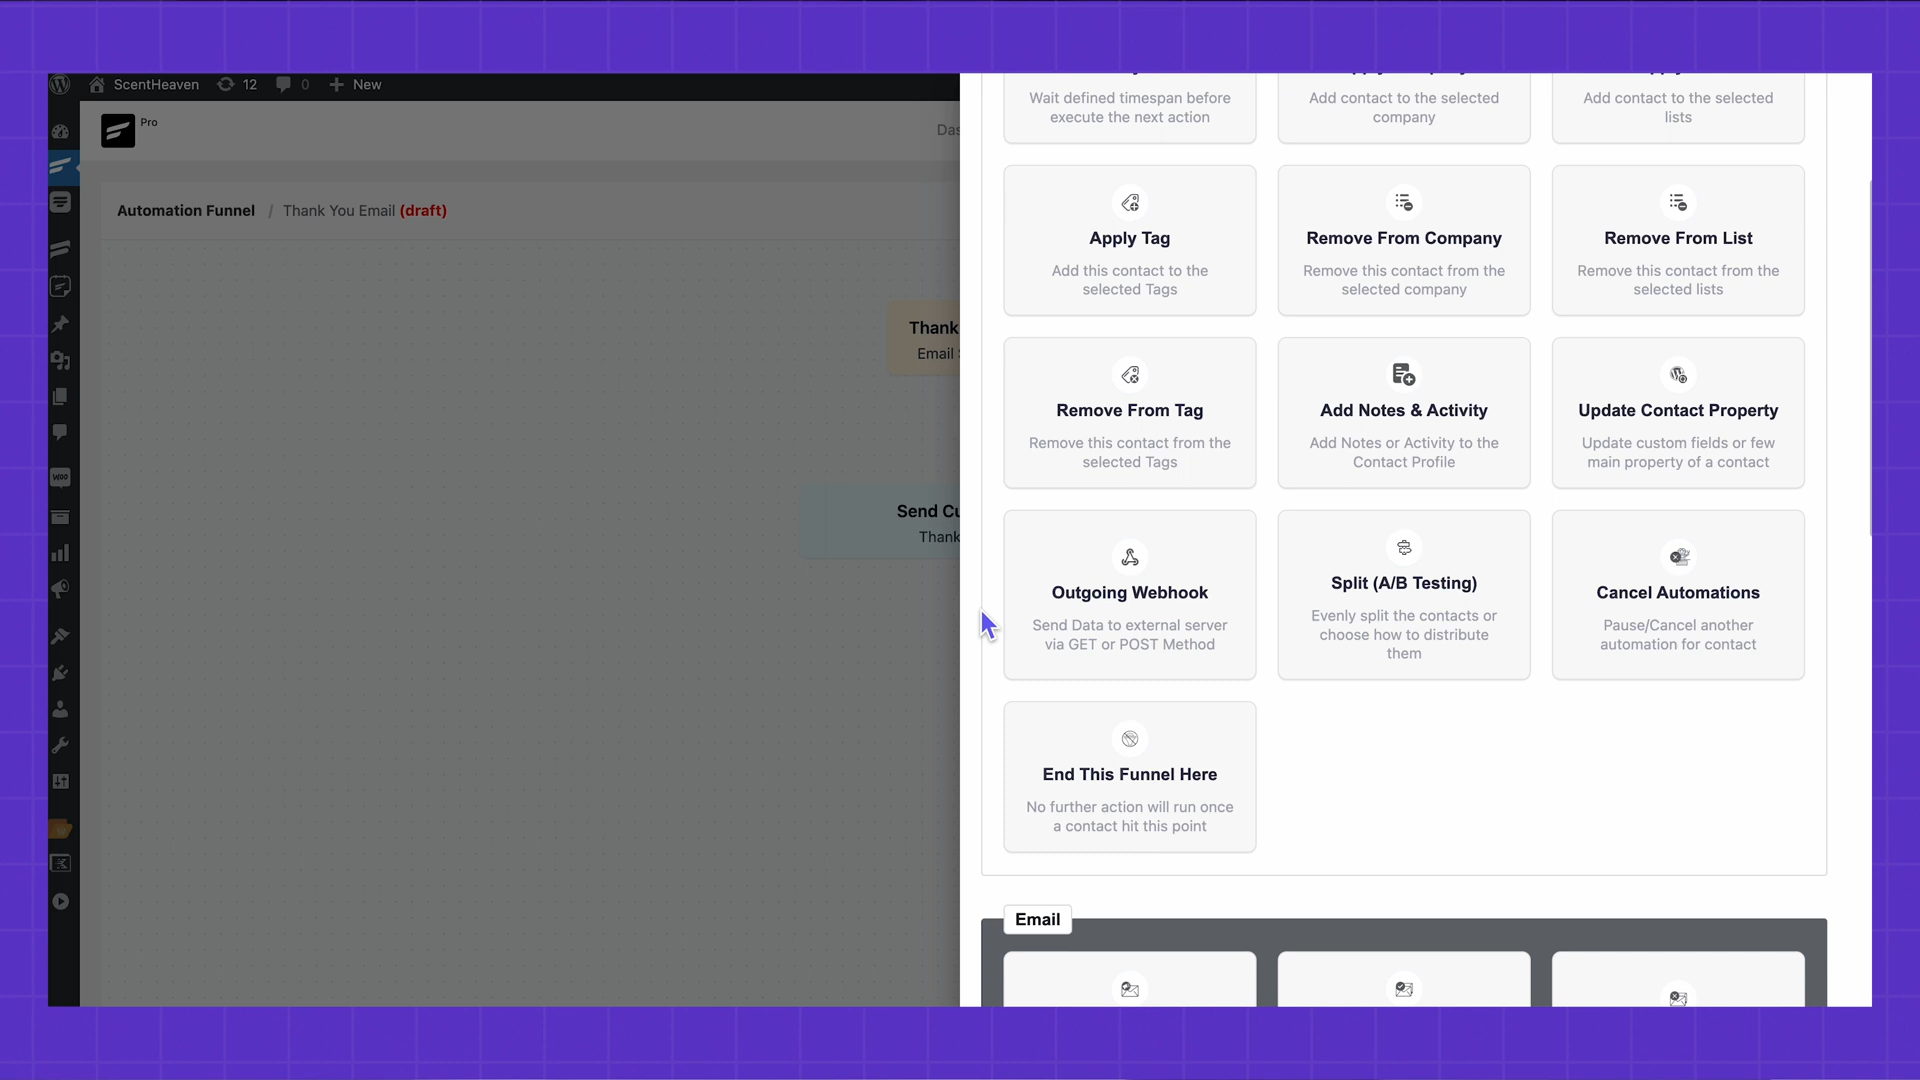 ScentHeaven
12
0
New
Pro
Automation Funnel / Thank You Email (draft)
Thank
Email
Send Cu
Thank
Wait defined timespan before
execute the next action
Add contact to the selected
company
Add contact to the selected
lists
Apply Tag
Add this contact to the
selected Tags
Remove From Company
Remove this contact from the
selected company
Remove From List
Remove this contact from the
selected lists
Remove From Tag
Remove this contact from the
selected Tags
Add Notes & Activity
Add Notes or Activity to the
Contact Profile
Update Contact Property
Update custom fields or few
main property of a contact
Outgoing Webhook
Send Data to external server
via GET or POST Method
Split (A/B Testing)
Evenly split the contacts or
choose how to distribute
them
Cancel Automations
Pause/Cancel another
automation for contact
End This Funnel Here
No further action will run once
a contact hit this point
Email